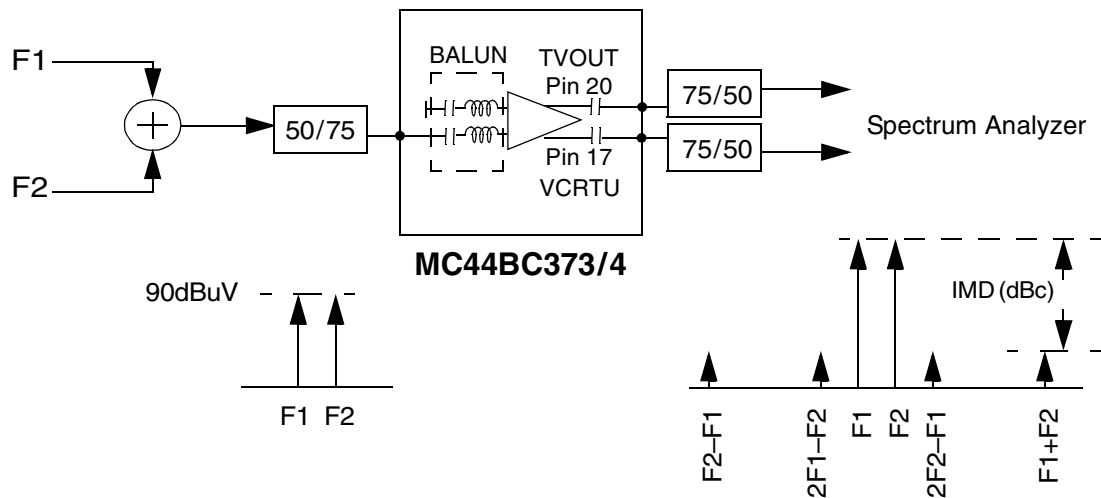 F1
F2
50/75
BALUN
TVOUT
Pin 20
Pin 17
VCRTU
75/50
75/50
Spectrum Analyzer
MC44BC373/4
90dBuV
F1 F2
IMD (dBc)
F2–F1
2F1–F2
F1
F2
2F2–F1
F1+F2